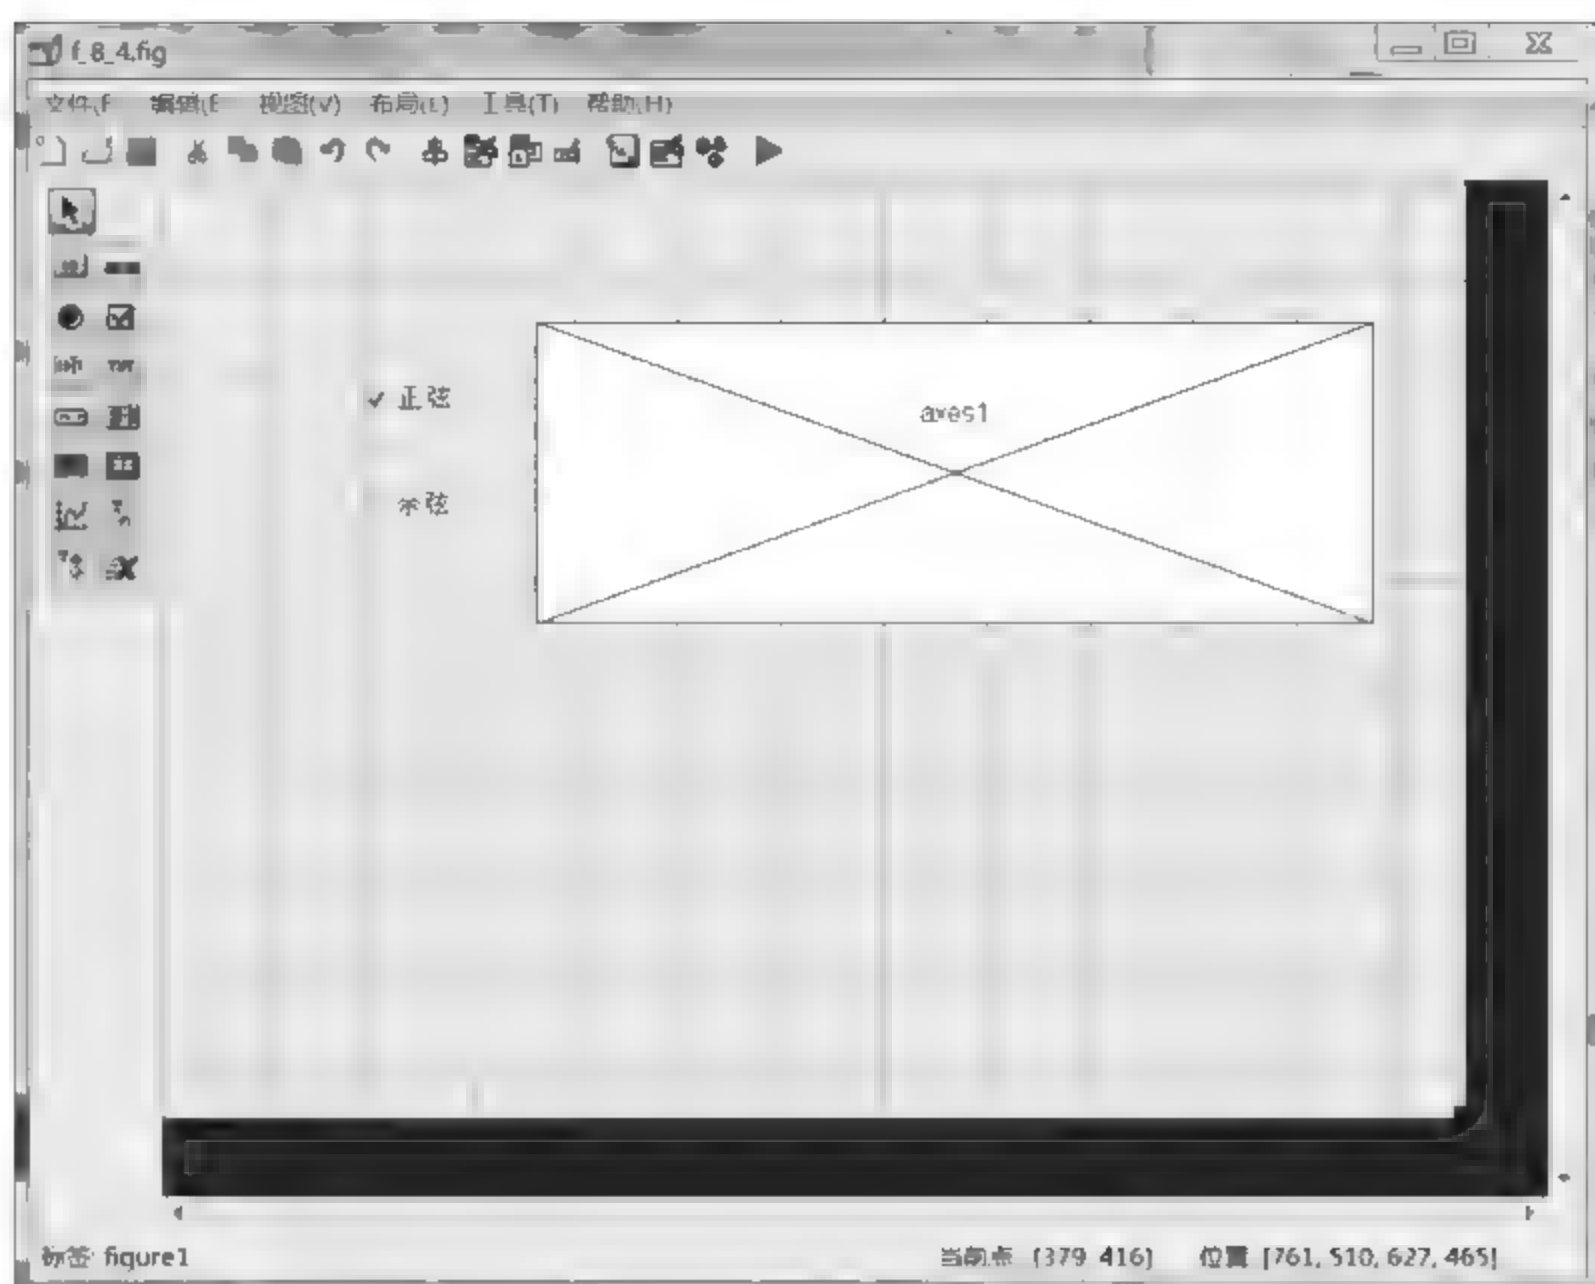 f_8_4.fig
文件(F 编辑(E 视图(V) 布局(L) 工具(T) 帮助(H)
正弦
axes1
余弦
标签: figure1 当前点 [379 416] 位置 [761, 510, 627, 465]